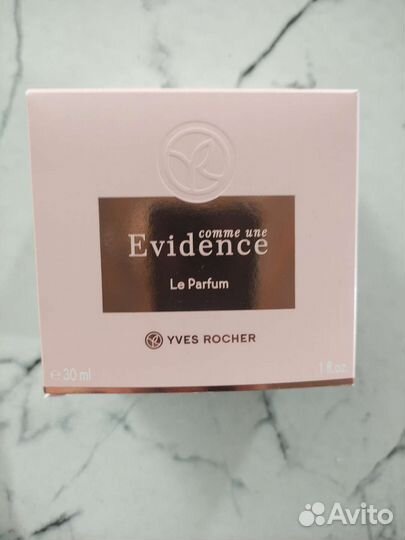 comme une
Evidence
Le Parfum
YVES ROCHER
e 30 ml 1 fl.oz.
Avito